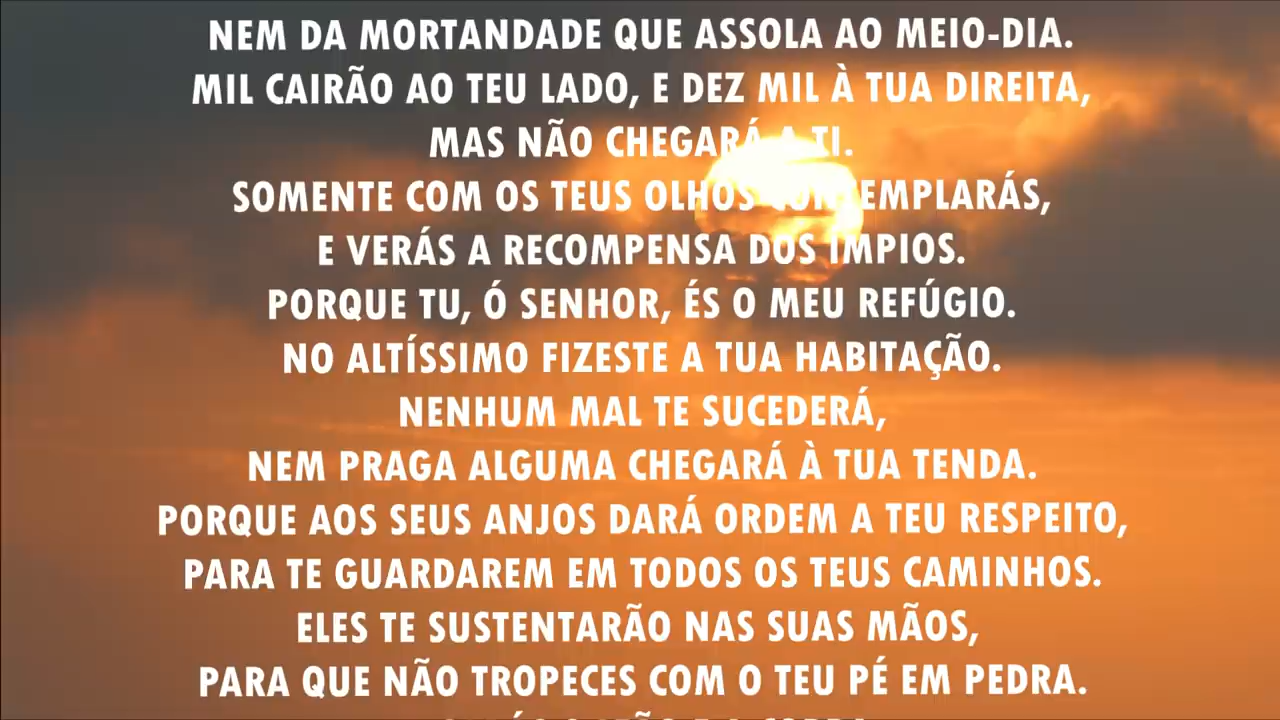 NEM DA MORTANDADE QUE ASSOLA AO MEIO-DIA.
MIL CAIRÃO AO TEU LADO, E DEZ MIL À TUA DIREITA,
MAS NÃO CHEGARÁ A TI.
SOMENTE COM OS TEUS OLHOS CONTEMPLARÁS,
E VERÁS A RECOMPENSA DOS ÍMPIOS.
PORQUE TU, Ó SENHOR, ÉS O MEU REFÚGIO.
NO ALTÍSSIMO FIZESTE A TUA HABITAÇÃO.
NENHUM MAL TE SUCEDERÁ,
NEM PRAGA ALGUMA CHEGARÁ À TUA TENDA.
PORQUE AOS SEUS ANJOS DARÁ ORDEM A TEU RESPEITO,
PARA TE GUARDAREM EM TODOS OS TEUS CAMINHOS.
ELES TE SUSTENTARÃO NAS SUAS MÃOS,
PARA QUE NÃO TROPECES COM O TEU PÉ EM PEDRA.